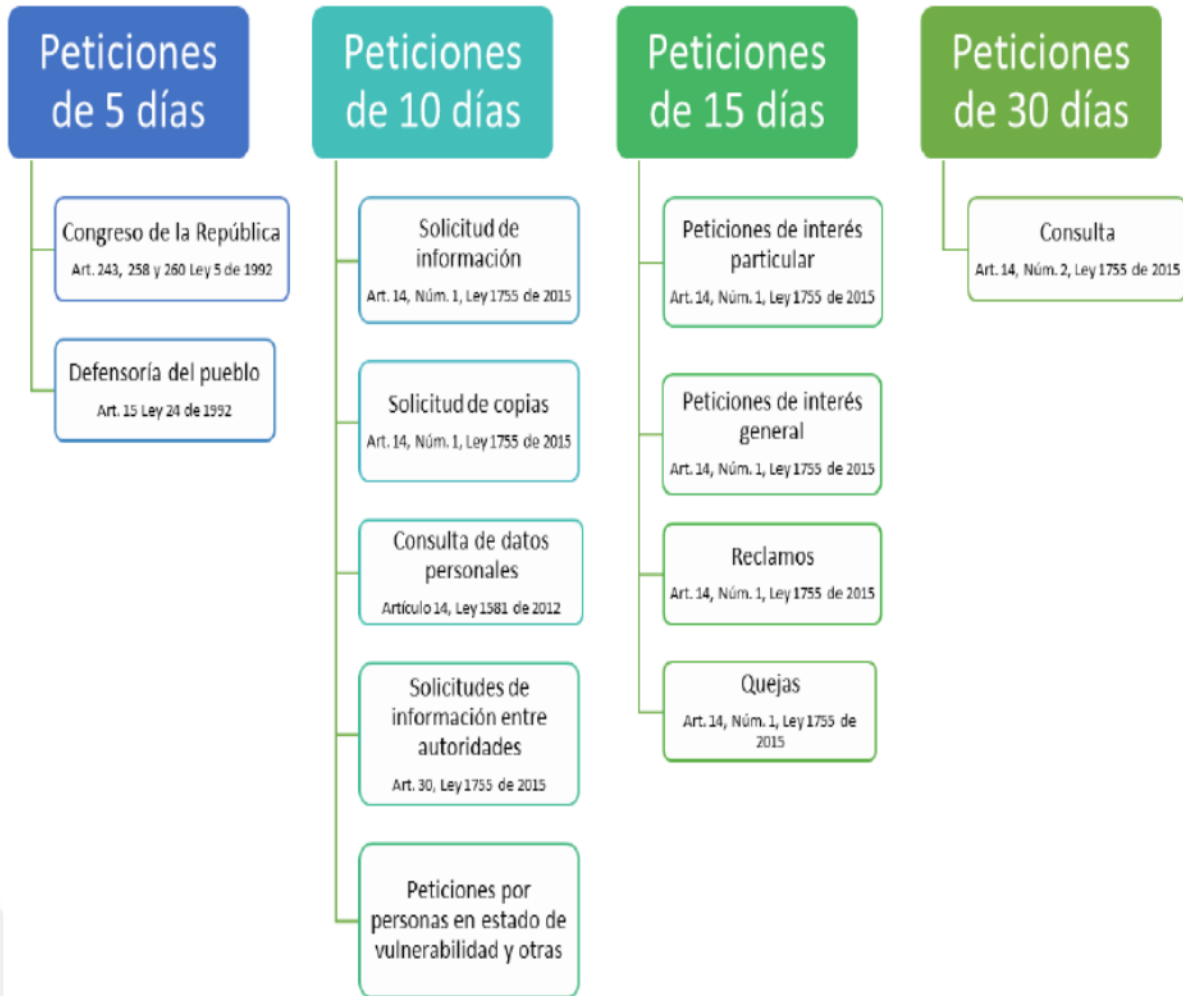 Peticiones
de 5 días
Congreso de la República
Art. 243, 258 y 260 Ley 5 de 1992
Defensoría del pueblo
Art. 15 Ley 24 de 1992
Peticiones
de 10 días
Solicitud de
información
Art. 14, Núm. 1, Ley 1755 de 2015
Solicitud de copias
Art. 14, Núm. 1, Ley 1755 de 2015
Consulta de datos
personales
Artículo 14, Ley 1581 de 2012
Solicitudes de
información entre
autoridades
Art. 30, Ley 1755 de 2015
Peticiones por
personas en estado de
vulnerabilidad y otras
Peticiones
de 15 días
Peticiones de interés
particular
Art. 14, Núm. 1, Ley 1755 de 2015
Peticiones de interés
general
Art. 14, Núm. 1, Ley 1755 de 2015
Reclamos
Art. 14, Núm. 1, Ley 1755 de 2015
Quejas
Art. 14, Núm. 1, Ley 1755 de
2015
Peticiones
de 30 días
Consulta
Art. 14, Núm. 2, Ley 1755 de 2015